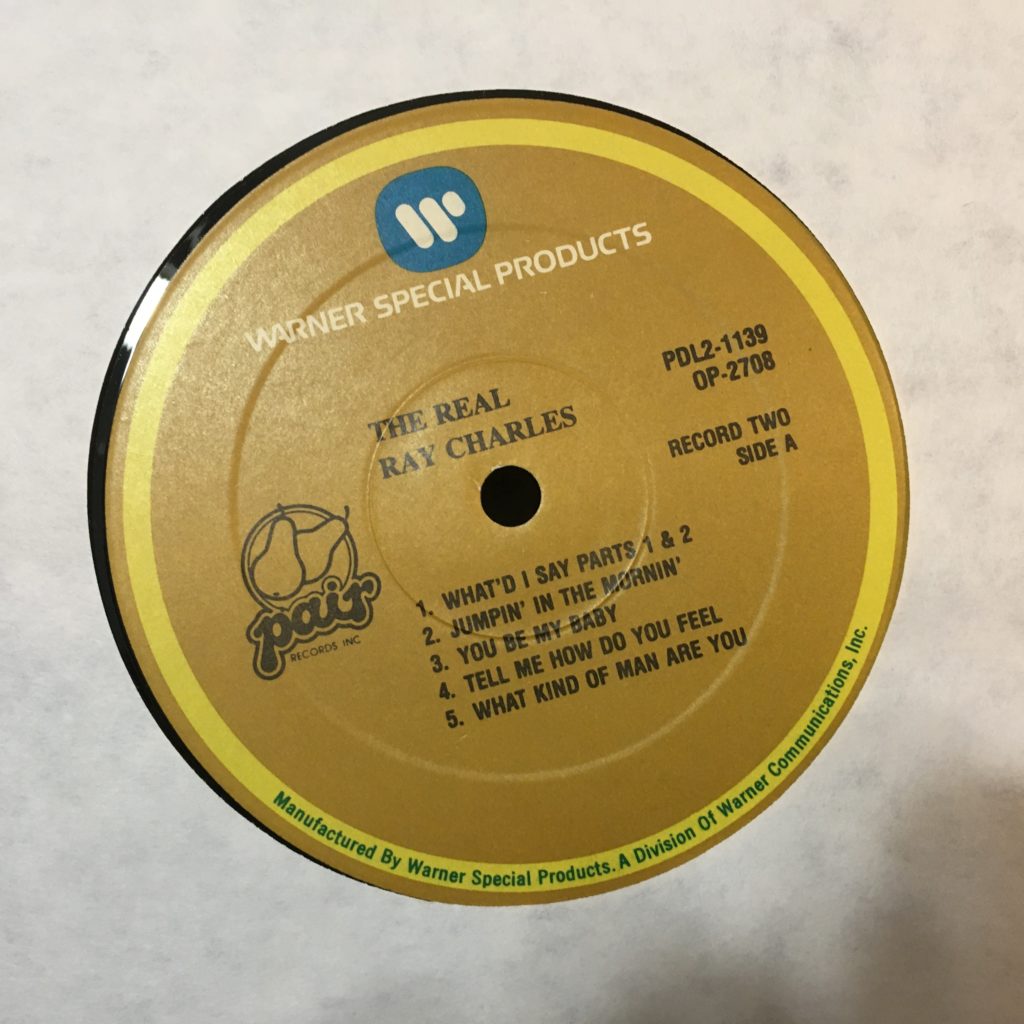 WARNER SPECIAL PRODUCTS
PDL2-1139
OP-2708
THE REAL
RAY CHARLES
RECORD TWO
SIDE A
pair
RECORDS INC
1. WHAT'D I SAY PARTS 1 & 2
2. JUMPIN' IN THE MORNIN'
3. YOU BE MY BABY
4. TELL ME HOW DO YOU FEEL
5. WHAT KIND OF MAN ARE YOU
Manufactured By Warner Special Products. A Division Of Warner Communications, Inc.